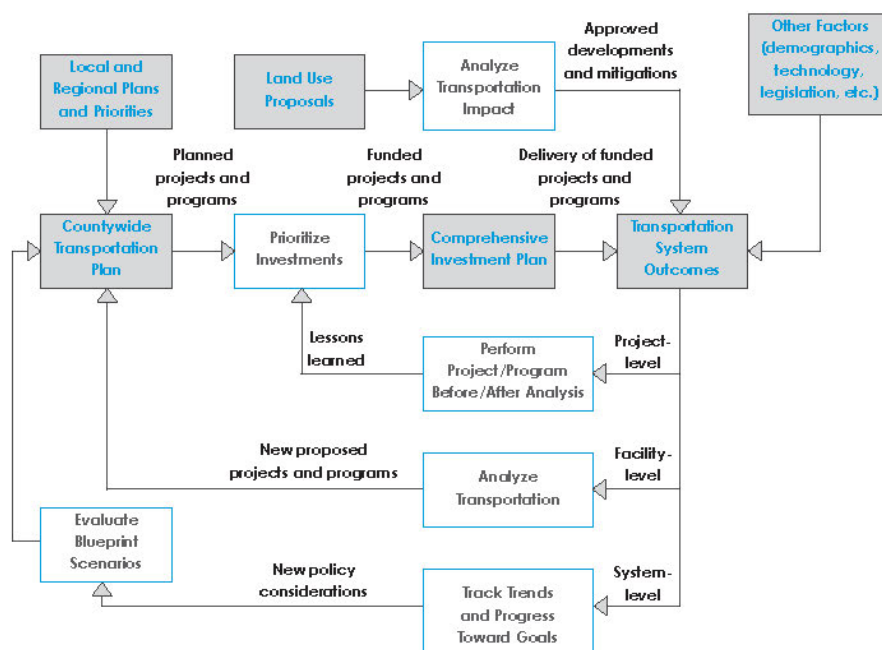 Local and
Regional Plans
and Priorities
Land Use
Proposals
Analyze
Transportation
Impact
Approved
developments
and mitigations
Other Factors
(demographics,
technology,
legislation, etc.)
Planned
projects and
programs
Funded
projects and
programs
Delivery of funded
projects and
programs
Countywide
Transportation
Plan
Prioritize
Investments
Comprehensive
Investment Plan
Transportation
System
Outcomes
Lessons
learned
Perform
Project/Program
Before/After Analysis
Project-
level
New proposed
projects and programs
Analyze
Transportation
Facility-
level
Evaluate
Blueprint
Scenarios
New policy
considerations
Track Trends
and Progress
Toward Goals
System-
level